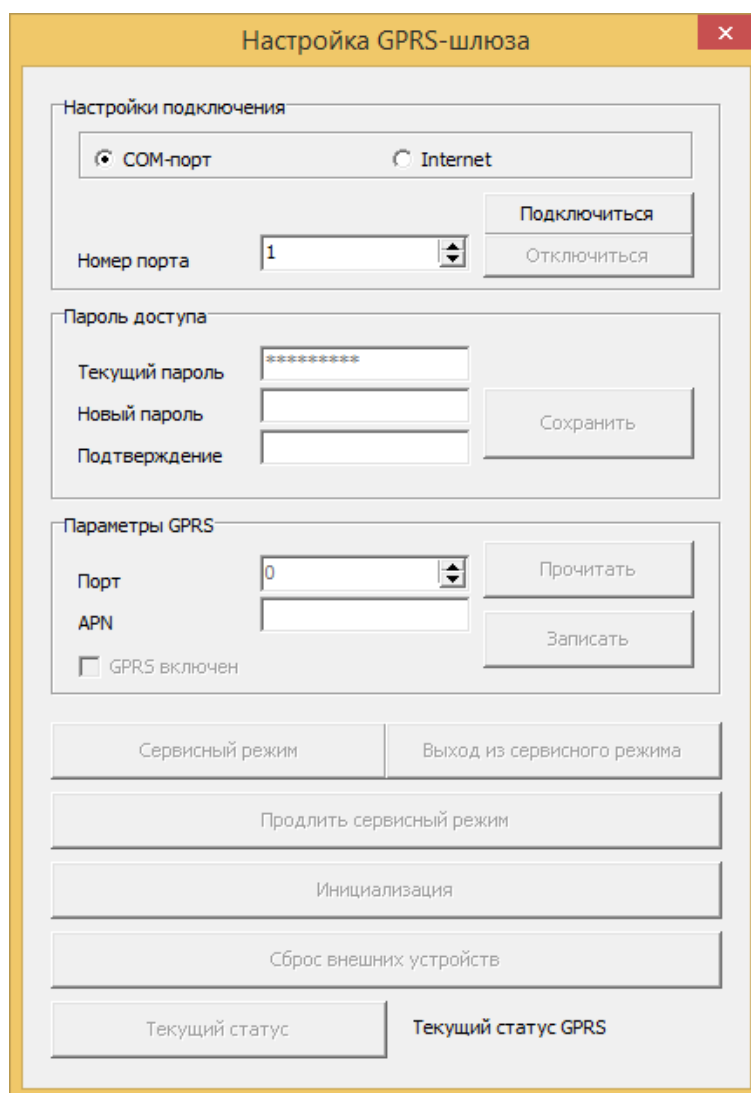 Настройка GPRS-шлюза
Настройки подключения
COM-порт Internet
Подключиться
Номер порта 1 Отключиться
Пароль доступа
Текущий пароль *********
Новый пароль Сохранить
Подтверждение
Параметры GPRS
Порт 0 Прочитать
APN
GPRS включен Записать
Сервисный режим Выход из сервисного режима
Продлить сервисный режим
Инициализация
Сброс внешних устройств
Текущий статус Текущий статус GPRS